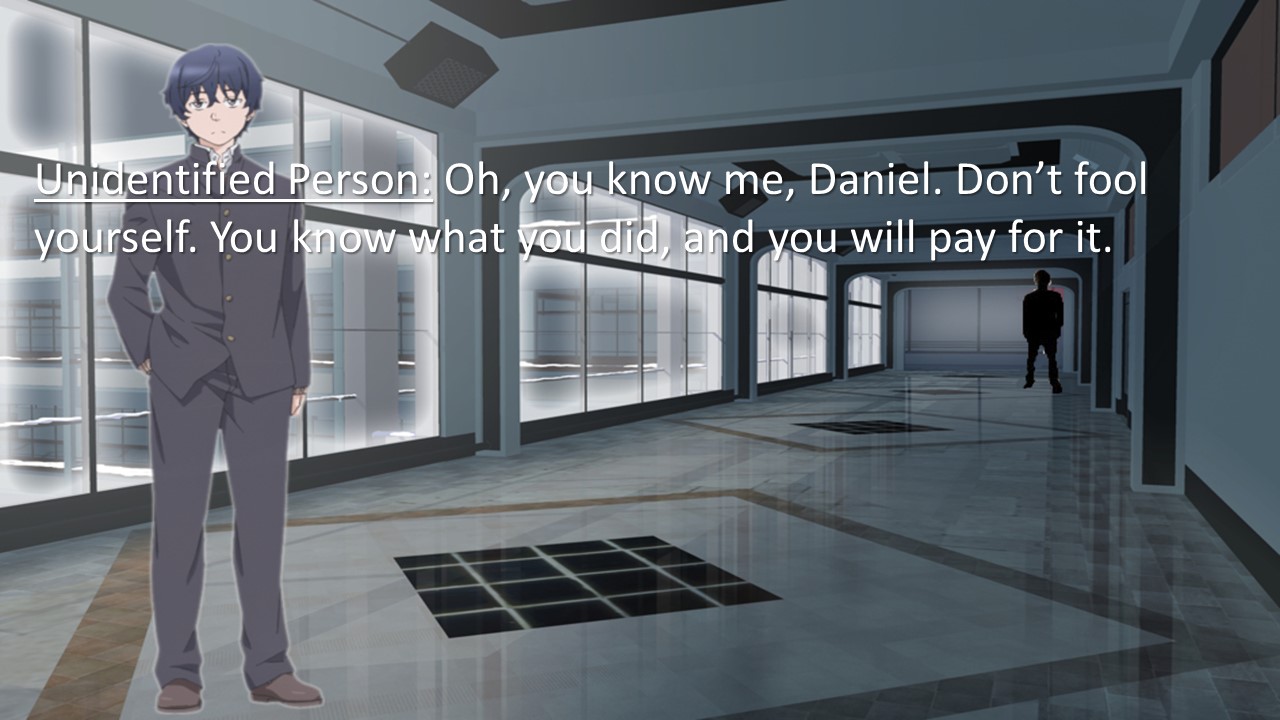 Unidentified Person: Oh, you know me, Daniel. Don’t fool
yourself. You know what you did, and you will pay for it.